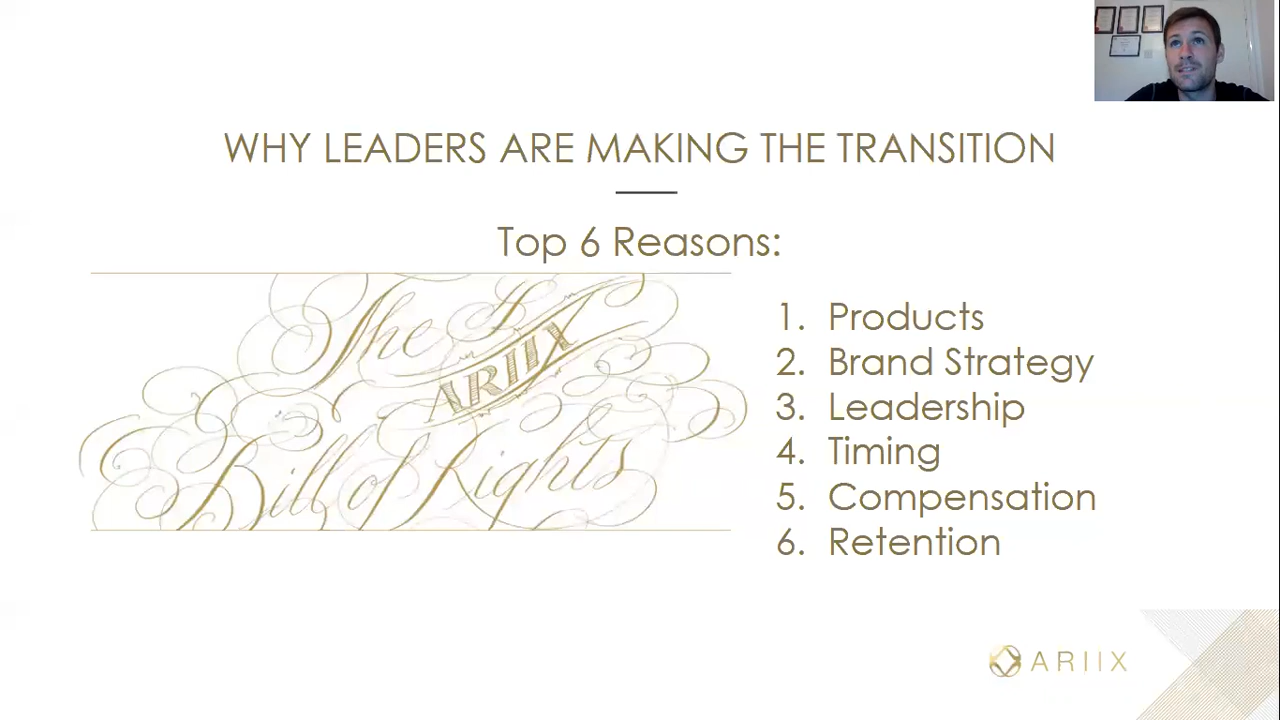 WHY LEADERS ARE MAKING THE TRANSITION
Top 6 Reasons:
The
ARIIX
Bill of Rights
1. Products
2. Brand Strategy
3. Leadership
4. Timing
5. Compensation
6. Retention
ARIIX